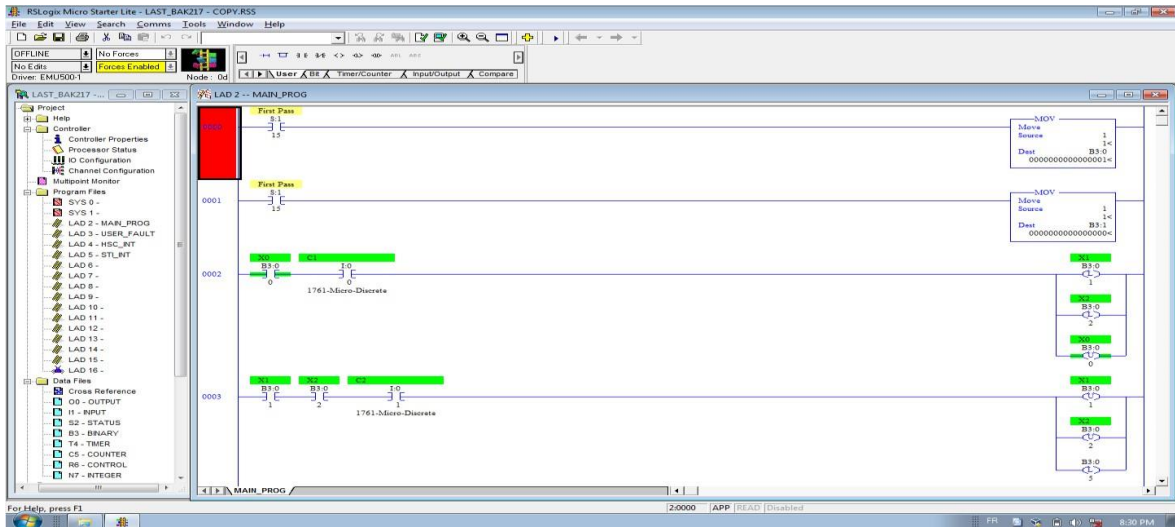 RSLogix Micro Starter Lite - LAST_BAK217 - COPY.RSS
File Edit View Search Comms Tools Window Help
OFFLINE No Forces
No Edits Forces Enabled
Driver: EMU500-1 Node : 0d
User Bit Timer/Counter Input/Output Compare
LAST_BAK217 -...
Project
Help
Controller
Controller Properties
Processor Status
IO Configuration
Channel Configuration
Multipoint Monitor
Program Files
SYS 0 -
SYS 1 -
LAD 2 - MAIN_PROG
LAD 3 - USER_FAULT
LAD 4 - HSC_INT
LAD 5 - STI_INT
LAD 6 -
LAD 7 -
LAD 8 -
LAD 9 -
LAD 10 -
LAD 11 -
LAD 12 -
LAD 13 -
LAD 14 -
LAD 15 -
LAD 16 -
Data Files
Cross Reference
O0 - OUTPUT
I1 - INPUT
S2 - STATUS
B3 - BINARY
T4 - TIMER
C5 - COUNTER
R6 - CONTROL
N7 - INTEGER
LAD 2 -- MAIN_PROG
0000
First Pass
S:1
15
MOV
Move
Source 1
1<
Dest B3:0
0000000000000001<
0001
First Pass
S:1
15
MOV
Move
Source 1
1<
Dest B3:1
0000000000000000<
0002
X0 C1
B3:0 I:0
0 0
1761-Micro-Discrete
X1
B3:0
L
1
X2
B3:0
L
2
X0
B3:0
U
0
0003
X1 X2 C2
B3:0 B3:0 I:0
1 2 1
1761-Micro-Discrete
X1
B3:0
U
1
X2
B3:0
U
2
B3:0
L
5
MAIN_PROG
For Help, press F1
2:0000 APP READ Disabled
FR 8:30 PM